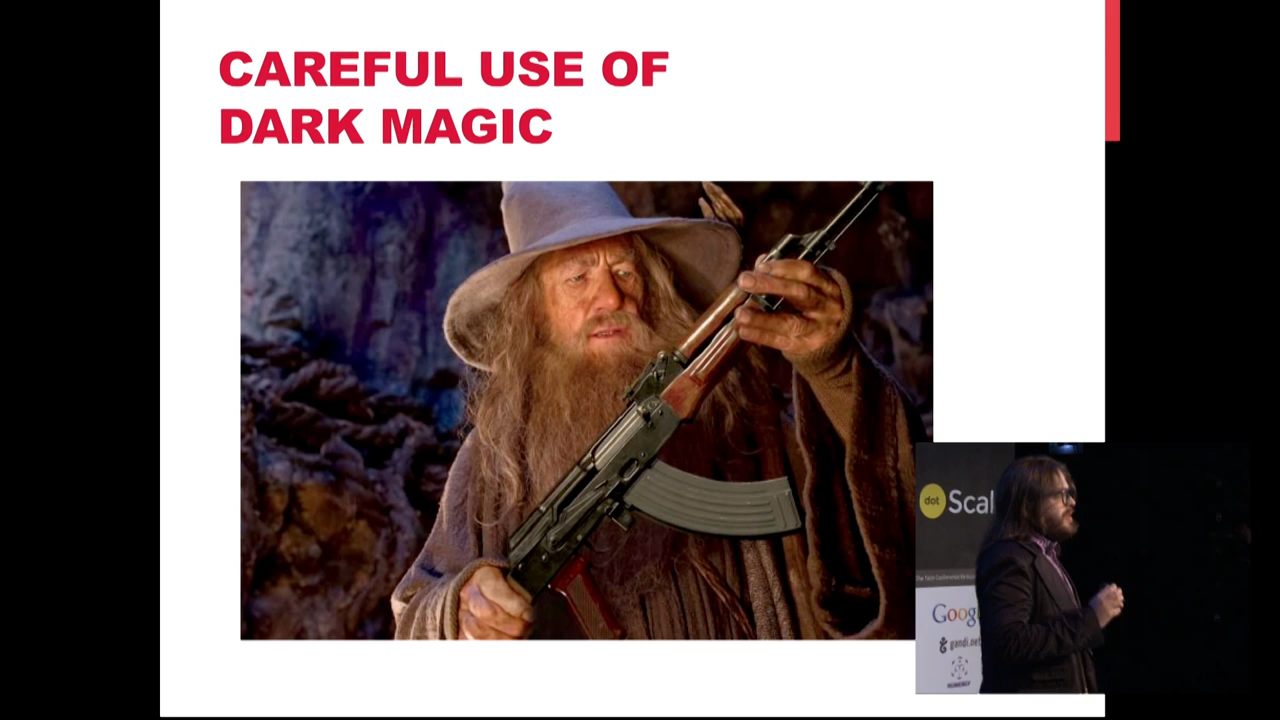 CAREFUL USE OF
DARK MAGIC
dot
Scal
Goog
gandi.net